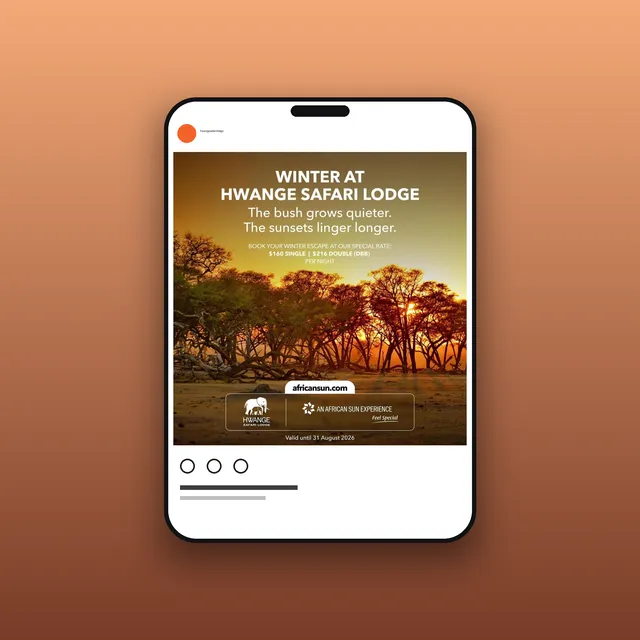 WINTER AT
HWANGE SAFARI LODGE
The bush grows quieter.
The sunsets linger longer.
BOOK YOUR WINTER ESCAPE AT OUR SPECIAL RATE:
$160 SINGLE | $216 DOUBLE (DBB)
PER NIGHT
africansun.com
HWANGE
SAFARI LODGE
AN AFRICAN SUN EXPERIENCE
Feel Special
Valid until 31 August 2026